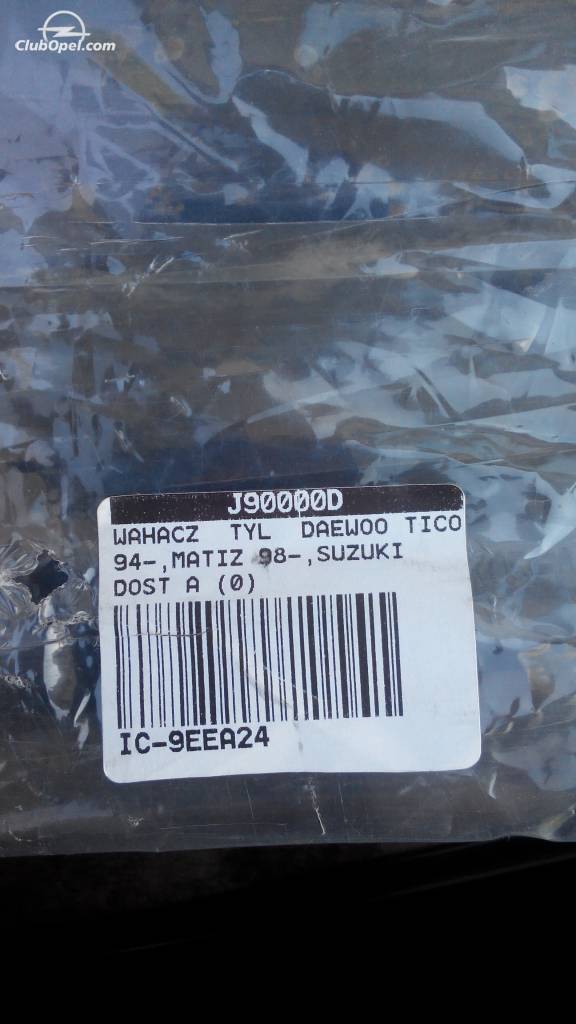 ClubOpel.com
J90000D
WAHACZ TYL DAEWOO TICO
94-,MATIZ 98-,SUZUKI
DOST A (0)
IC-9EEA24